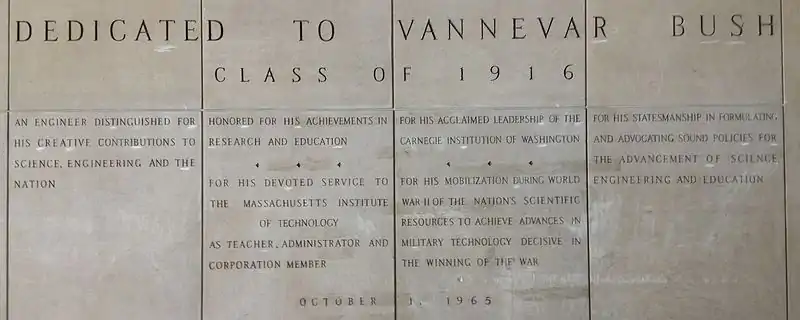 DEDICATED TO VANNEVAR BUSH
CLASS OF 1916
AN ENGINEER DISTINGUISHED FOR
HIS CREATIVE CONTRIBUTIONS TO
SCIENCE, ENGINEERING AND THE
NATION
HONORED FOR HIS ACHIEVEMENTS IN
RESEARCH AND EDUCATION
FOR HIS DEVOTED SERVICE TO
THE MASSACHUSETTS INSTITUTE
OF TECHNOLOGY
AS TEACHER, ADMINISTRATOR AND
CORPORATION MEMBER
FOR HIS ACCLAIMED LEADERSHIP OF THE
CARNEGIE INSTITUTION OF WASHINGTON
FOR HIS MOBILIZATION DURING WORLD
WAR II OF THE NATION'S SCIENTIFIC
RESOURCES TO ACHIEVE ADVANCES IN
MILITARY TECHNOLOGY DECISIVE IN
THE WINNING OF THE WAR
FOR HIS STATESMANSHIP IN FORMULATING
AND ADVOCATING SOUND POLICIES FOR
THE ADVANCEMENT OF SCIENCE
ENGINEERING AND EDUCATION
OCTOBER 1, 1965